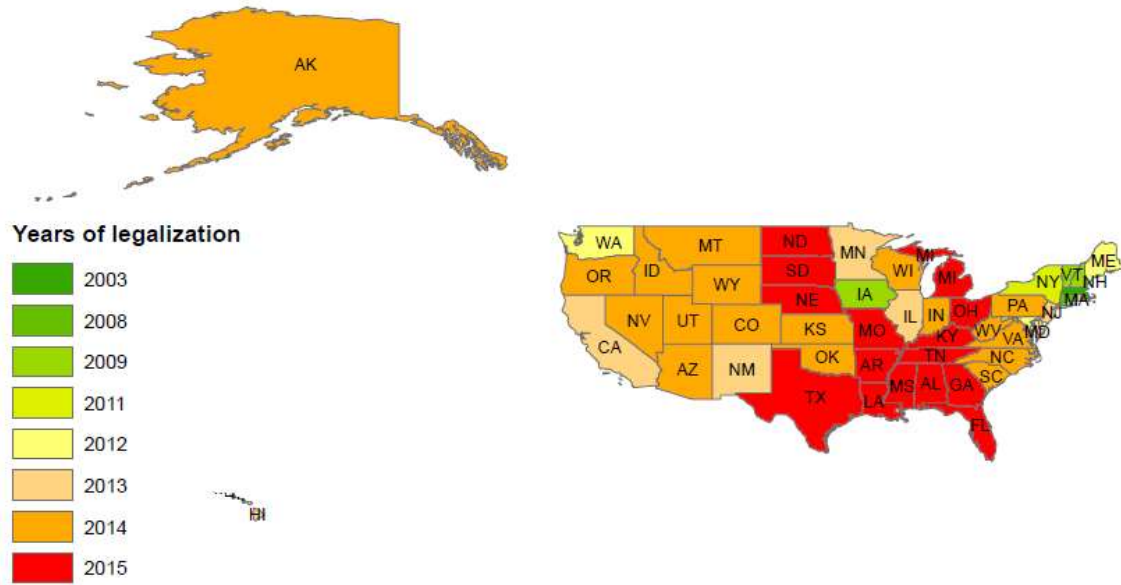 AK
Years of legalization
2003
2008
2009
2011
2012
2013
2014
2015
HI
WA
MT
ND
MN
MI
ME
OR
ID
SD
WI
MI
NY
VT
NH
MA
WY
NE
IA
PA
NJ
NV
UT
CO
KS
MO
IL
IN
OH
WV
VA
MD
KY
CA
AZ
NM
OK
AR
TN
NC
SC
TX
LA
MS
AL
GA
FL